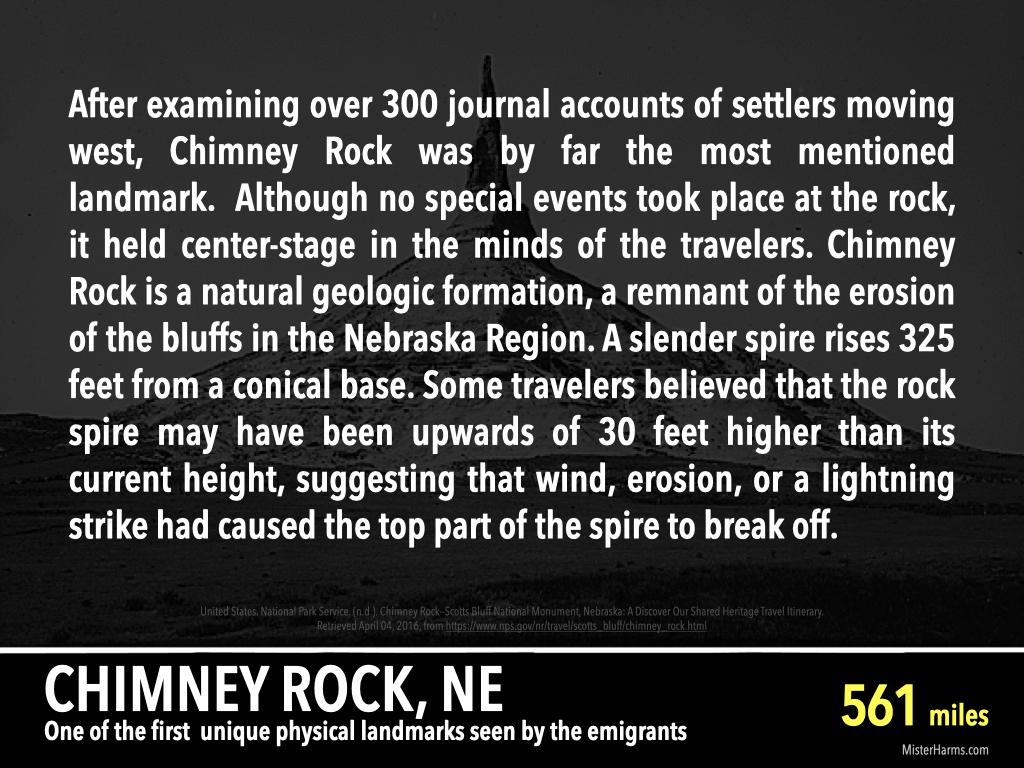 After examining over 300 journal accounts of settlers moving
west, Chimney Rock was by far the most mentioned
landmark.  Although no special events took place at the rock,
it held center-stage in the minds of the travelers. Chimney
Rock is a natural geologic formation, a remnant of the erosion
of the bluffs in the Nebraska Region. A slender spire rises 325
feet from a conical base. Some travelers believed that the rock
spire may have been upwards of 30 feet higher than its
current height, suggesting that wind, erosion, or a lightning
strike had caused the top part of the spire to break off.
United States. National Park Service. (n.d.). Chimney Rock--Scotts Bluff National Monument, Nebraska: A Discover Our Shared Heritage Travel Itinerary.
Retrieved April 04, 2016, from https://www.nps.gov/nr/travel/scotts_bluff/chimney_rock.html
CHIMNEY ROCK, NE
One of the first  unique physical landmarks seen by the emigrants
561 miles
MisterHarms.com